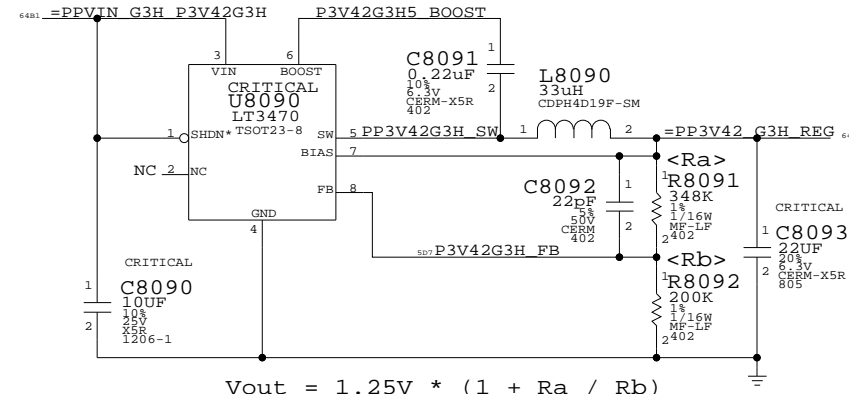 64B1 =PPVIN_G3H_P3V42G3H
P3V42G3H5_BOOST
3
VIN
6
BOOST
CRITICAL
U8090
LT3470
TSOT23-8
1
SHDN*
NC 2 NC
SW 5 PP3V42G3H_SW
BIAS 7
FB 8
GND
4
C8091
0.22uF
10%
6.3V
CERM-X5R
402
1
2
L8090
33uH
CDPH4D19F-SM
1 2
=PP3V42_G3H_REG
C8092
22pF
5%
50V
CERM
402
1
2
<Ra>
1
R8091
348K
1%
1/16W
MF-LF
2 402
5D7 P3V42G3H_FB
<Rb>
1
R8092
200K
1%
1/16W
MF-LF
2 402
CRITICAL
1
C8093
22UF
20%
2 6.3V
CERM-X5R
805
CRITICAL
1
C8090
10UF
10%
25V
2 X5R
1206-1
Vout = 1.25V * (1 + Ra / Rb)